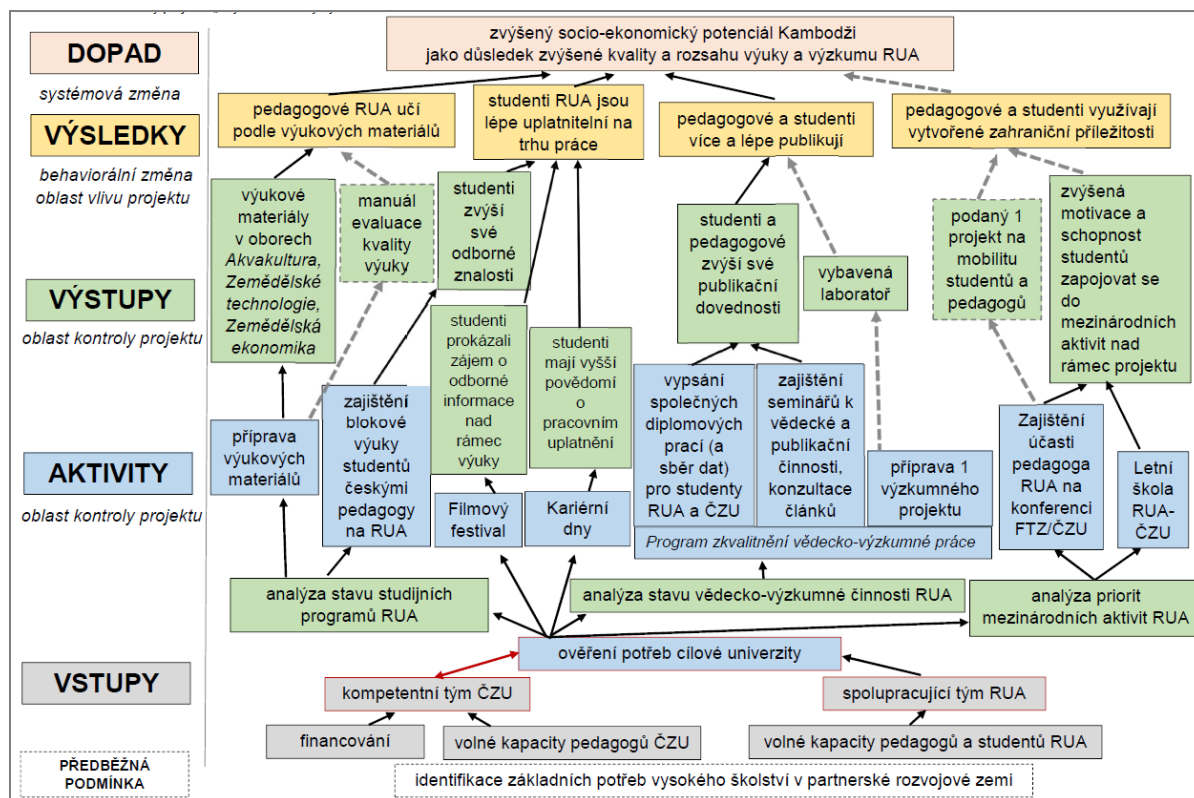 DOPAD
systémová změna
zvýšený socio-ekonomický potenciál Kambodži
jako důsledek zvýšené kvality a rozsahu výuky a výzkumu RUA
VÝSLEDKY
behaviorální změna
oblast vlivu projektu
pedagogové RUA učí
podle výukových materiálů
studenti RUA jsou
lépe uplatnitelní na
trhu práce
pedagogové a studenti
více a lépe publikují
pedagogové a studenti využívají
vytvořené zahraniční příležitosti
VÝSTUPY
oblast kontroly projektu
výukové
materiály
v oborech
Akvakultura,
Zemědělské
technologie,
Zemědělská
ekonomika
manuál
evaluace
kvality
výuky
studenti
zvýší
své
odborné
znalosti
studenti
prokázali
zájem o
odborné
informace
nad
rámec
výuky
studenti
mají vyšší
povědomí
o
pracovním
uplatnění
studenti a
pedagogové
zvýší své
publikační
dovednosti
vybavená
laboratoř
podaný 1
projekt na
mobilitu
studentů a
pedagogů
zvýšená
motivace a
schopnost
studentů
zapojovat se
do
mezinárodních
aktivit nad
rámec projektu
AKTIVITY
oblast kontroly projektu
příprava
výukových
materiálů
zajištění
blokové
výuky
studentů
českými
pedagogy
na RUA
Filmový
festival
Kariérní
dny
vypsání
společných
diplomových
prací (a
sběr dat)
pro studenty
RUA a ČZU
zajištění
seminářů k
vědecké a
publikační
činnosti,
konzultace
článků
příprava 1
výzkumného
projektu
Program zkvalitnění vědecko-výzkumné práce
Zajištění
účasti
pedagoga
RUA na
konferenci
FTZ/ČZU
Letní
škola
RUA-
ČZU
analýza stavu studijních
programů RUA
analýza stavu vědecko-výzkumné činnosti RUA
analýza priorit
mezinárodních aktivit RUA
ověření potřeb cílové univerzity
VSTUPY
kompetentní tým ČZU
spolupracující tým RUA
financování
volné kapacity pedagogů ČZU
volné kapacity pedagogů a studentů RUA
PŘEDBĚŽNÁ
PODMÍNKA
identifikace základních potřeb vysokého školství v partnerské rozvojové zemi